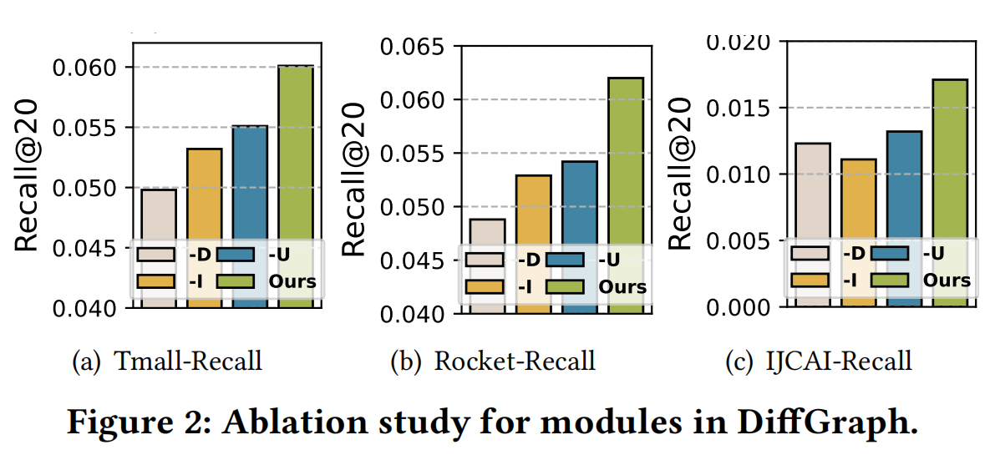 Recall@20
0.060
0.055
0.050
0.045
0.040
-D
-U
-I
Ours
(a) Tmall-Recall
Recall@20
0.065
0.060
0.055
0.050
0.045
0.040
-D
-U
-I
Ours
(b) Rocket-Recall
Recall@20
0.020
0.015
0.010
0.005
0.000
-D
-U
-I
Ours
(c) IJCAI-Recall
Figure 2: Ablation study for modules in DiffGraph.